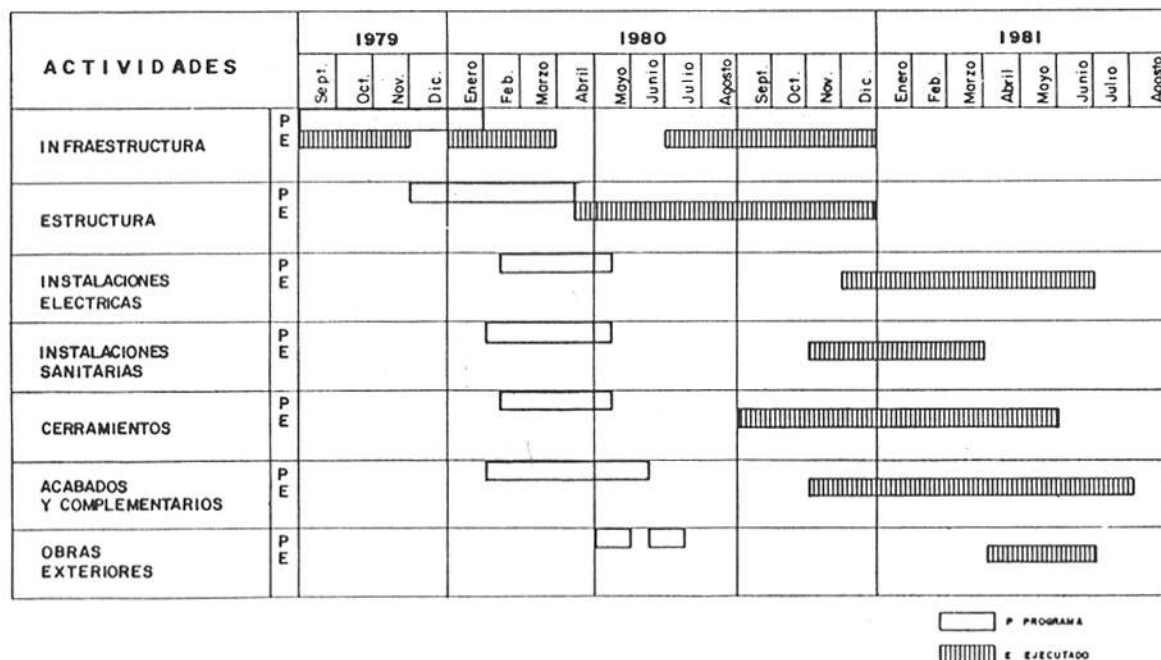 ACTIVIDADES
1979
1980
1981
Sept.
Oct.
Nov.
Dic.
Enero
Feb.
Marzo
Abril
Mayo
Junio
Julio
Agosto
Sept.
Oct.
Nov.
Dic.
Enero
Feb.
Marzo
Abril
Mayo
Junio
Julio
Agosto
INFRAESTRUCTURA
P
E
ESTRUCTURA
P
E
INSTALACIONES
ELECTRICAS
P
E
INSTALACIONES
SANITARIAS
P
E
CERRAMIENTOS
P
E
ACABADOS
Y COMPLEMENTARIOS
P
E
OBRAS
EXTERIORES
P
E
P PROGRAMA
E EJECUTADO